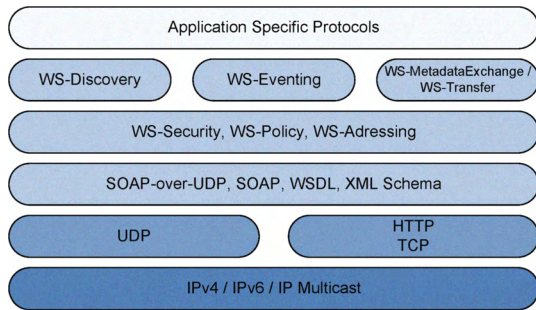 Application Specific Protocols
WS-Discovery
WS-Eventing
WS-MetadataExchange /
WS-Transfer
WS-Security, WS-Policy, WS-Adressing
SOAP-over-UDP, SOAP, WSDL, XML Schema
UDP
HTTP
TCP
IPv4 / IPv6 / IP Multicast